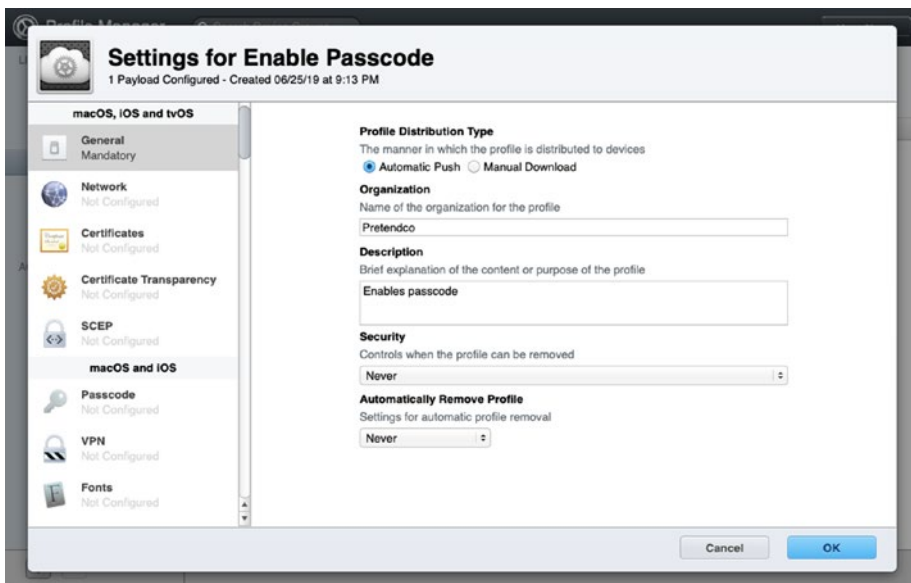 Profile Manager
Settings for Enable Passcode
1 Payload Configured - Created 06/25/19 at 9:13 PM
macOS, iOS and tvOS
General
Mandatory
Network
Not Configured
Certificates
Not Configured
Certificate Transparency
Not Configured
SCEP
Not Configured
macOS and iOS
Passcode
Not Configured
VPN
Not Configured
Fonts
Not Configured
Profile Distribution Type
The manner in which the profile is distributed to devices
Automatic Push Manual Download
Organization
Name of the organization for the profile
Pretendco
Description
Brief explanation of the content or purpose of the profile
Enables passcode
Security
Controls when the profile can be removed
Never
Automatically Remove Profile
Settings for automatic profile removal
Never
Cancel OK